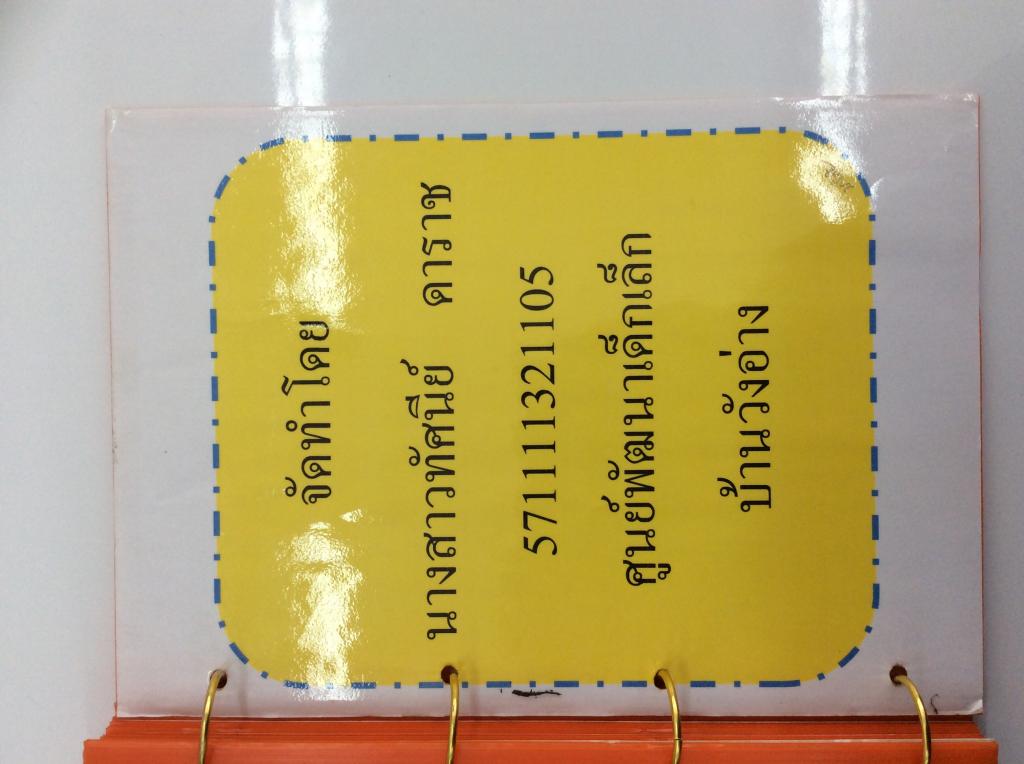 จัดทำโดย
นางสาวทัศนีย์ ดาราช
57111321105
ศูนย์พัฒนาเด็กเล็ก
บ้านวังอ่าง